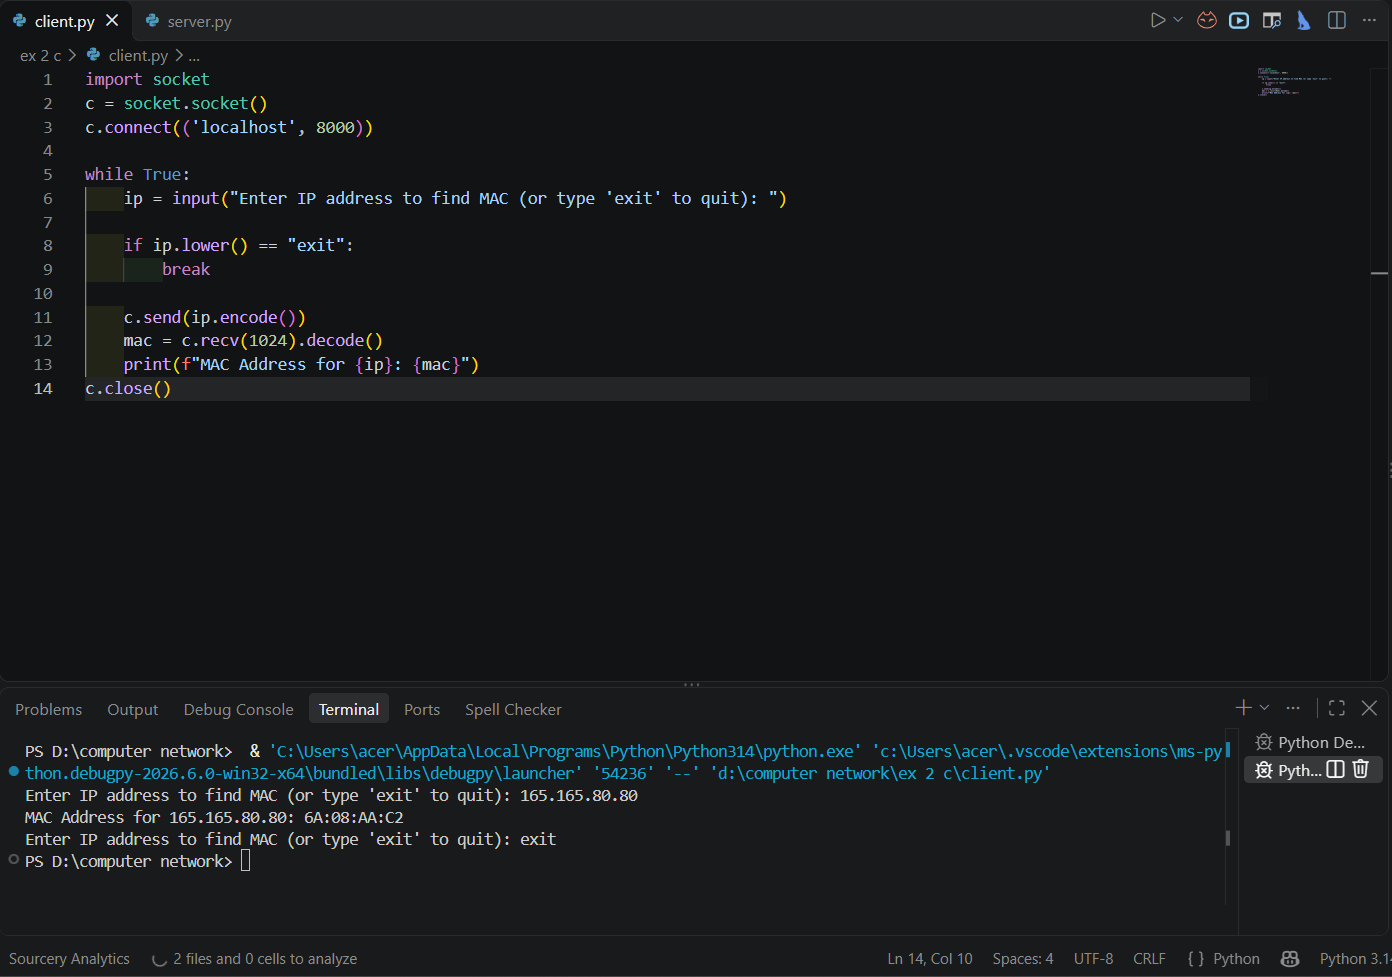 client.py
server.py
ex 2 c > client.py > ...
1 import socket
2 c = socket.socket()
3 c.connect(('localhost', 8000))
4
5 while True:
6     ip = input("Enter IP address to find MAC (or type 'exit' to quit): ")
7
8     if ip.lower() == "exit":
9         break
10
11     c.send(ip.encode())
12     mac = c.recv(1024).decode()
13     print(f"MAC Address for {ip}: {mac}")
14 c.close()
Problems Output Debug Console Terminal Ports Spell Checker
PS D:\computer network>  & 'C:\Users\acer\AppData\Local\Programs\Python\Python314\python.exe' 'c:\Users\acer\.vscode\extensions\ms-py
thon.debugpy-2026.6.0-win32-x64\bundled\libs\debugpy\launcher' '54236' '--' 'd:\computer network\ex 2 c\client.py'
Enter IP address to find MAC (or type 'exit' to quit): 165.165.80.80
MAC Address for 165.165.80.80: 6A:08:AA:C2
Enter IP address to find MAC (or type 'exit' to quit): exit
PS D:\computer network>
Python De...
Pyth...
Sourcery Analytics 2 files and 0 cells to analyze Ln 14, Col 10 Spaces: 4 UTF-8 CRLF { } Python Python 3.1